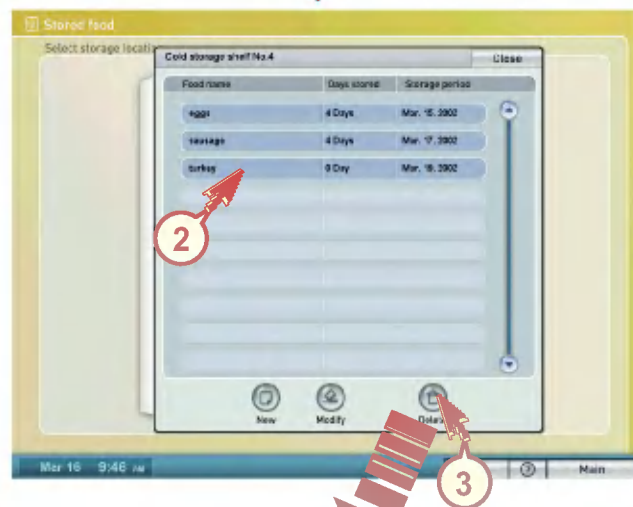 Stored food
Select storage locati
Cold storage shelf No.4
Close
Food name Days stored Storage period
eggs 4 Days Mar. 15. 2002
sausage 4 Days Mar. 17. 2002
turkey 0 Day Mar. 2002
2
New Modify Delet
3
Mar 16 9:46 AM
Main